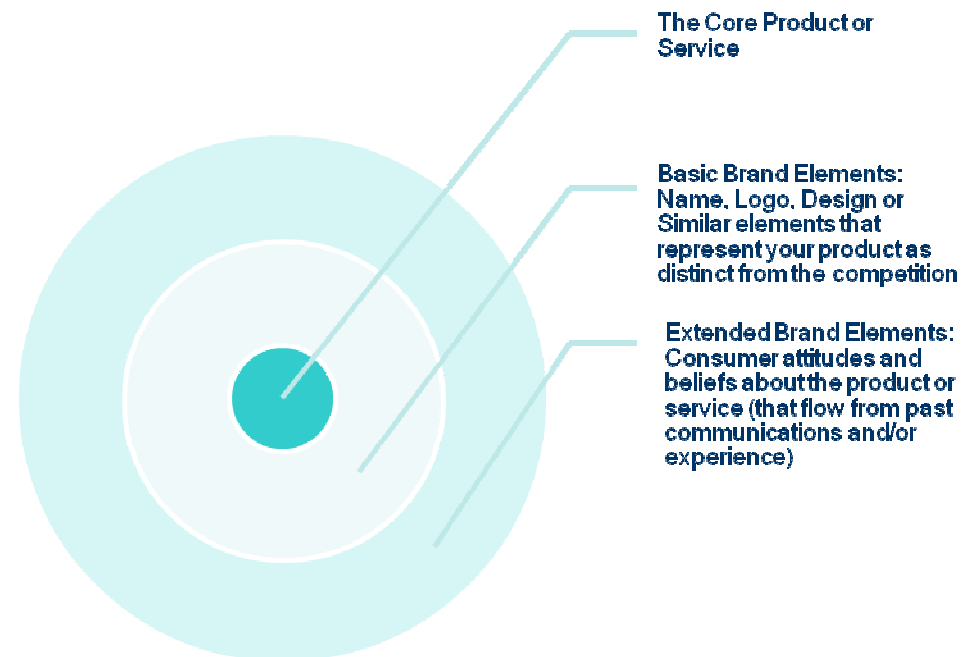 The Core Product or
Service
Basic Brand Elements:
Name, Logo, Design or
Similar elements that
represent your product as
distinct from the competition
Extended Brand Elements:
Consumer attitudes and
beliefs about the product or
service (that flow from past
communications and/or
experience)